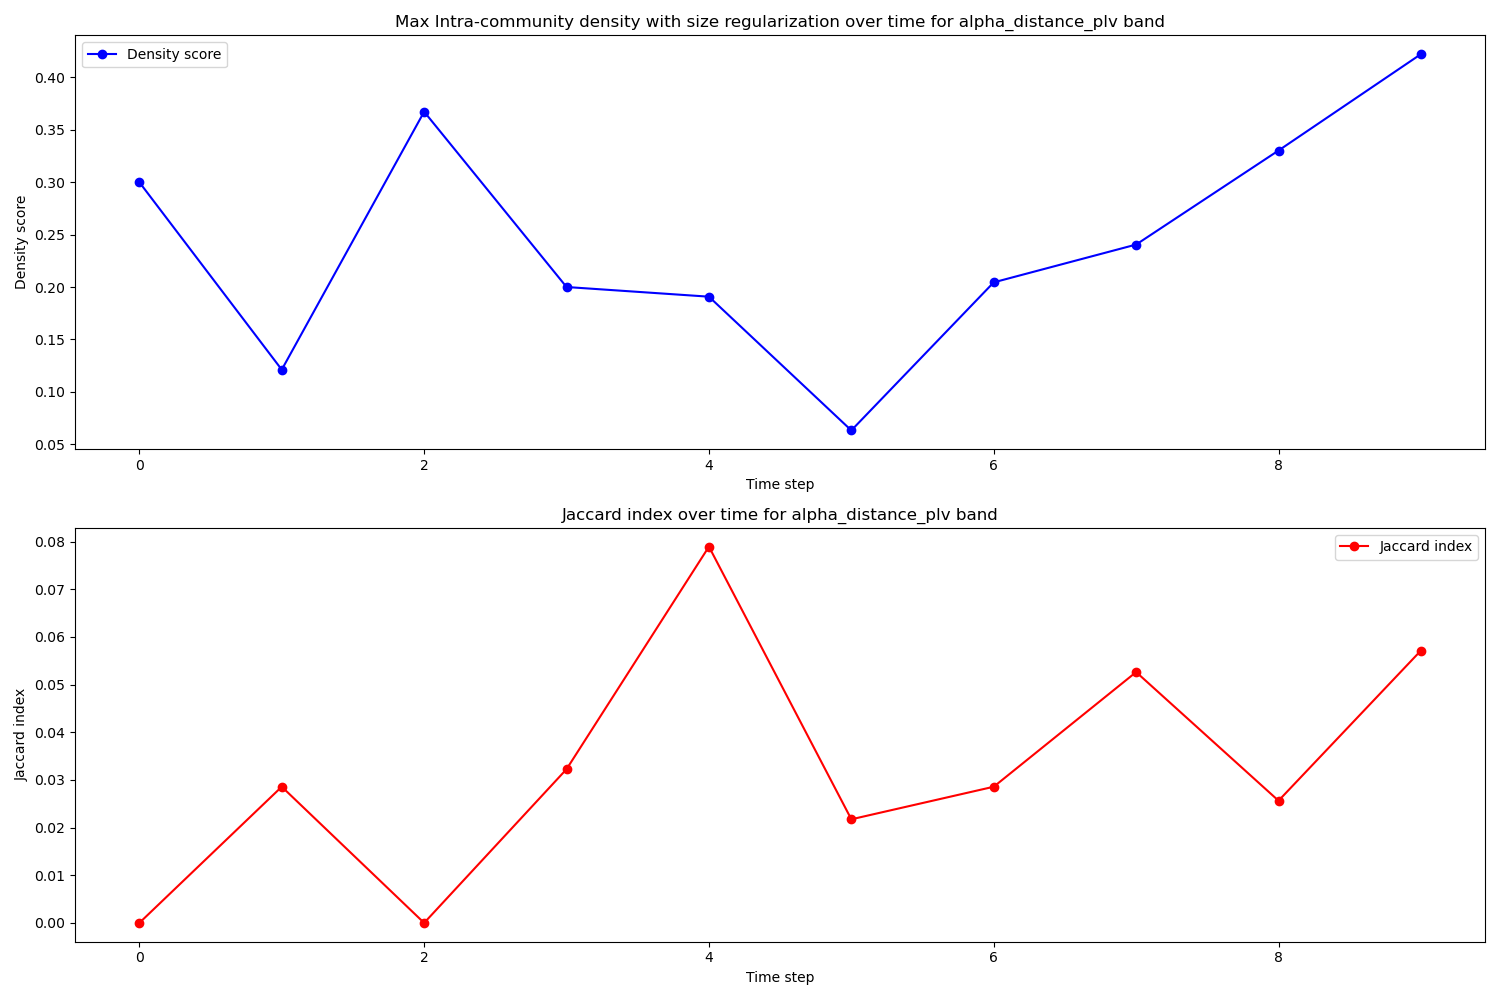 Max Intra-community density with size regularization over time for alpha_distance_plv band
Density score
0.40
0.35
0.30
0.25
0.20
0.15
0.10
0.05
Density score
0 2 4 6 8
Time step
Jaccard index over time for alpha_distance_plv band
Jaccard index
0.08
0.07
0.06
0.05
0.04
0.03
0.02
0.01
0.00
Jaccard index
0 2 4 6 8
Time step